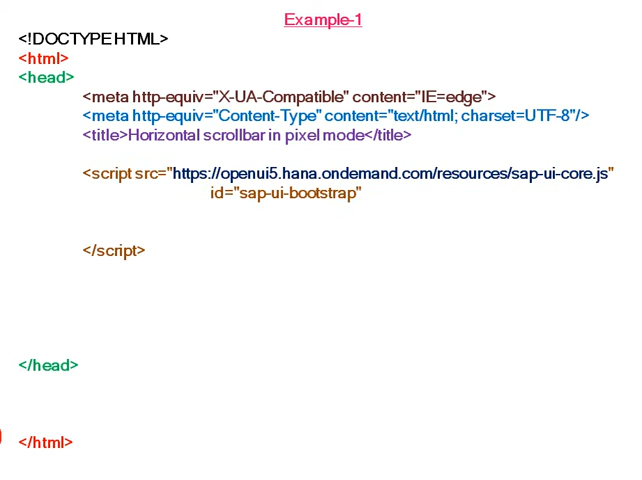 Example-1
<!DOCTYPE HTML>
<html>
<head>
<meta http-equiv="X-UA-Compatible" content="IE=edge">
<meta http-equiv="Content-Type" content="text/html; charset=UTF-8"/>
<title>Horizontal scrollbar in pixel mode</title>
<script src="https://openui5.hana.ondemand.com/resources/sap-ui-core.js"
id="sap-ui-bootstrap"
</script>
</head>
</html>